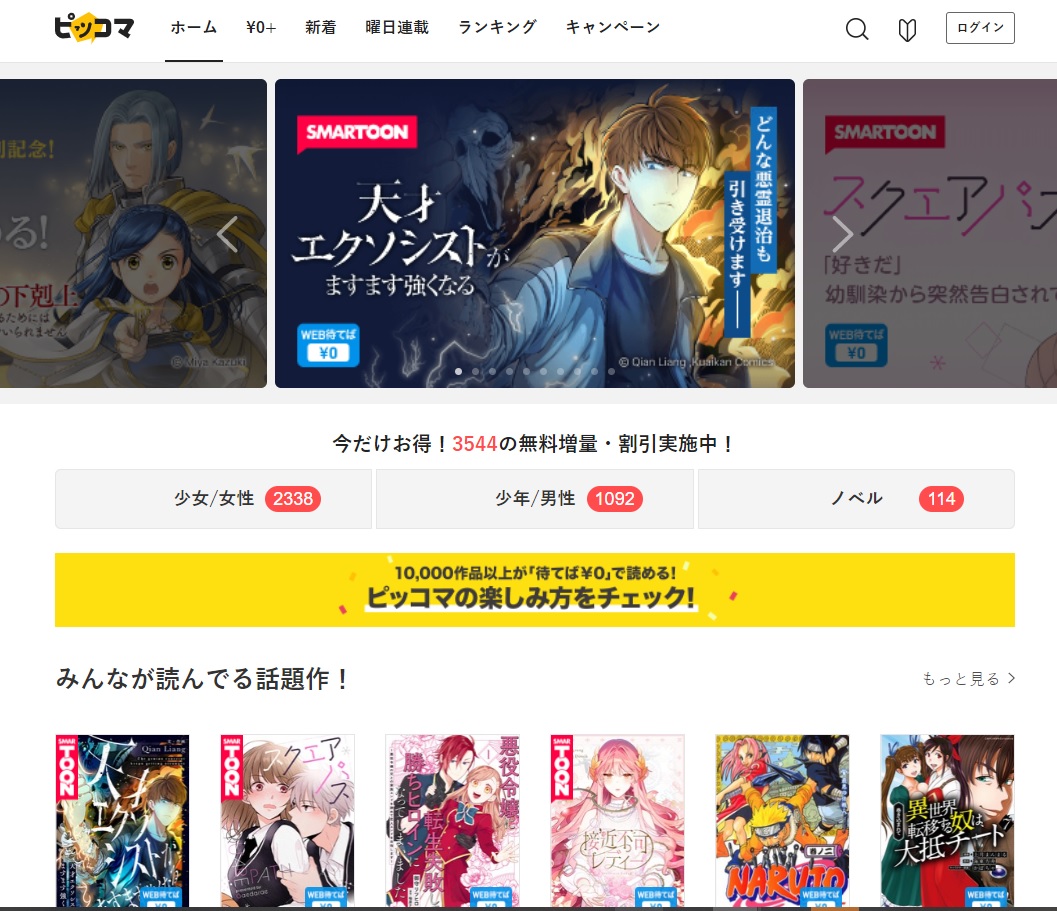 ピッコマ
ホーム
¥0+
新着
曜日連載
ランキング
キャンペーン
ログイン
記念!
る!
の下剋上
るためには
いられません
© Miya Kazuki
SMARTOON
天才
エクソシストが
ますます強くなる
どんな悪霊退治も
引き受けます――
WEB待てば
¥0
© Qian Liang ,Kuaikan Comics
SMARTOON
スクエアパ
「好きだ」
幼馴染から突然告白されて
WEB待てば
¥0
今だけお得！3544の無料増量・割引実施中！
少女/女性 2338
少年/男性 1092
ノベル 114
10,000作品以上が「待てば¥0」で読める!
ピッコマの楽しみ方をチェック!
みんなが読んでる話題作！
もっと見る
SMARTOON
Qian Liang
天才
エクソシストが
WEB待てば
SMARTOON
スクエアパス
WEB待てば
悪役令嬢に
転生失敗して
勝ちヒロインに
なってしまいました
SMARTOON
接近不可
レディー
WEB待てば
巻ノ1
NARUTO
WEB待てば
異世界
転移する奴は
大抵チート
WEB待てば